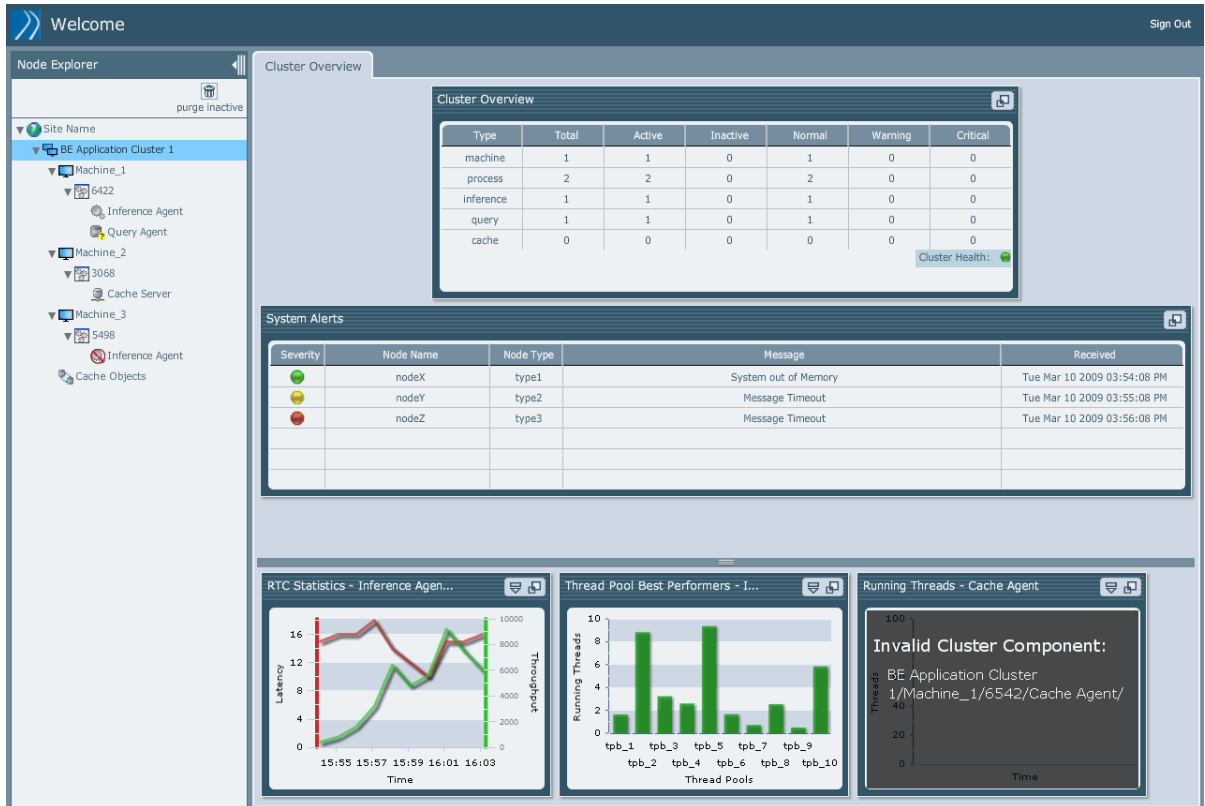 Welcome
Sign Out
Node Explorer
purge inactive
Site Name
BE Application Cluster 1
Machine_1
6422
Inference Agent
Query Agent
Machine_2
3068
Cache Server
Machine_3
5498
Inference Agent
Cache Objects
Cluster Overview
Cluster Overview
Type Total Active Inactive Normal Warning Critical
machine 1 1 0 1 0 0
process 2 2 0 2 0 0
inference 1 1 0 1 0 0
query 1 1 0 1 0 0
cache 0 0 0 0 0 0
Cluster Health:
System Alerts
Severity Node Name Node Type Message Received
nodeX type1 System out of Memory Tue Mar 10 2009 03:54:08 PM
nodeY type2 Message Timeout Tue Mar 10 2009 03:55:08 PM
nodeZ type3 Message Timeout Tue Mar 10 2009 03:56:08 PM
RTC Statistics - Inference Agen...
16
12
8
4
0
Latency
10000
8000
6000
4000
2000
0
Throughput
15:55 15:57 15:59 16:01 16:03
Time
Thread Pool Best Performers - I...
10
8
6
4
2
0
Running Threads
tpb_1 tpb_3 tpb_5 tpb_7 tpb_9
tpb_2 tpb_4 tpb_6 tpb_8 tpb_10
Thread Pools
Running Threads - Cache Agent
100
Invalid Cluster Component:
BE Application Cluster
1/Machine_1/6542/Cache Agent/
Threads
40
20
0
Time